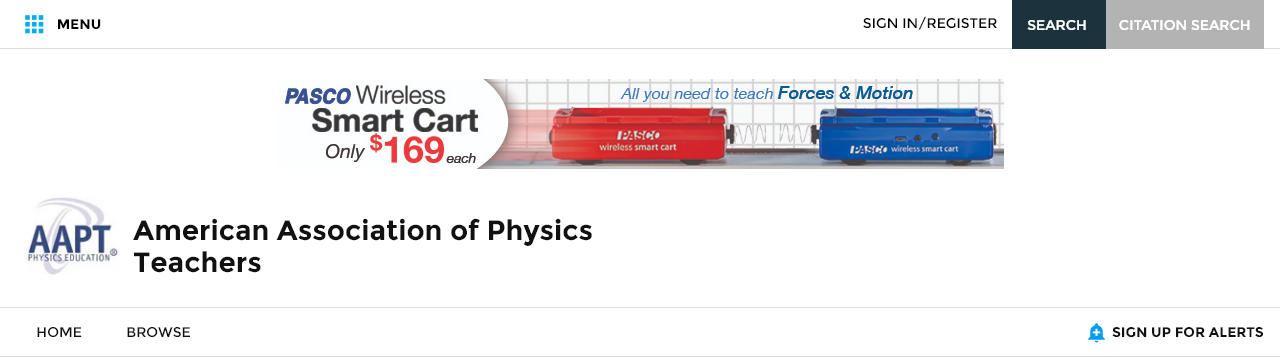 MENU
SIGN IN/REGISTER
SEARCH
CITATION SEARCH
PASCO Wireless
Smart Cart
Only $169 each
All you need to teach Forces & Motion
PASCO
wireless smart cart
PASCO wireless smart cart
AAPT®
PHYSICS EDUCATION
American Association of Physics
Teachers
HOME
BROWSE
SIGN UP FOR ALERTS